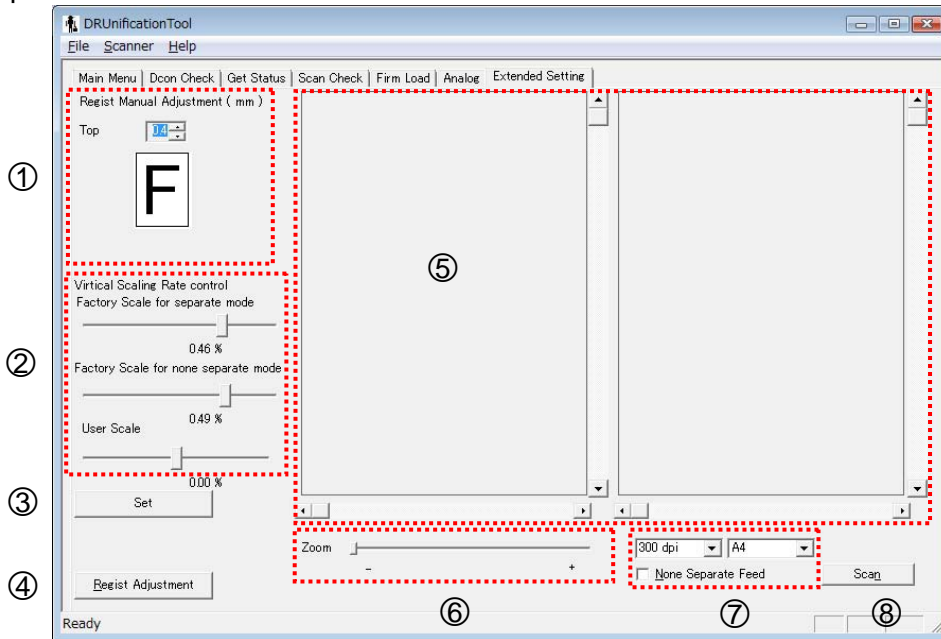 DRUnificationTool
File Scanner Help
Main Menu Dcon Check Get Status Scan Check Firm Load Analog Extended Setting
Regist Manual Adjustment ( mm )
Top 0.4
F
①
⑤
Virtical Scaling Rate control
Factory Scale for separate mode
0.46 %
②
Factory Scale for none separate mode
0.49 %
User Scale
0.00 %
③
Set
Zoom
- +
300 dpi A4
None Separate Feed
Scan
④
Regist Adjustment
⑥
⑦
⑧
Ready